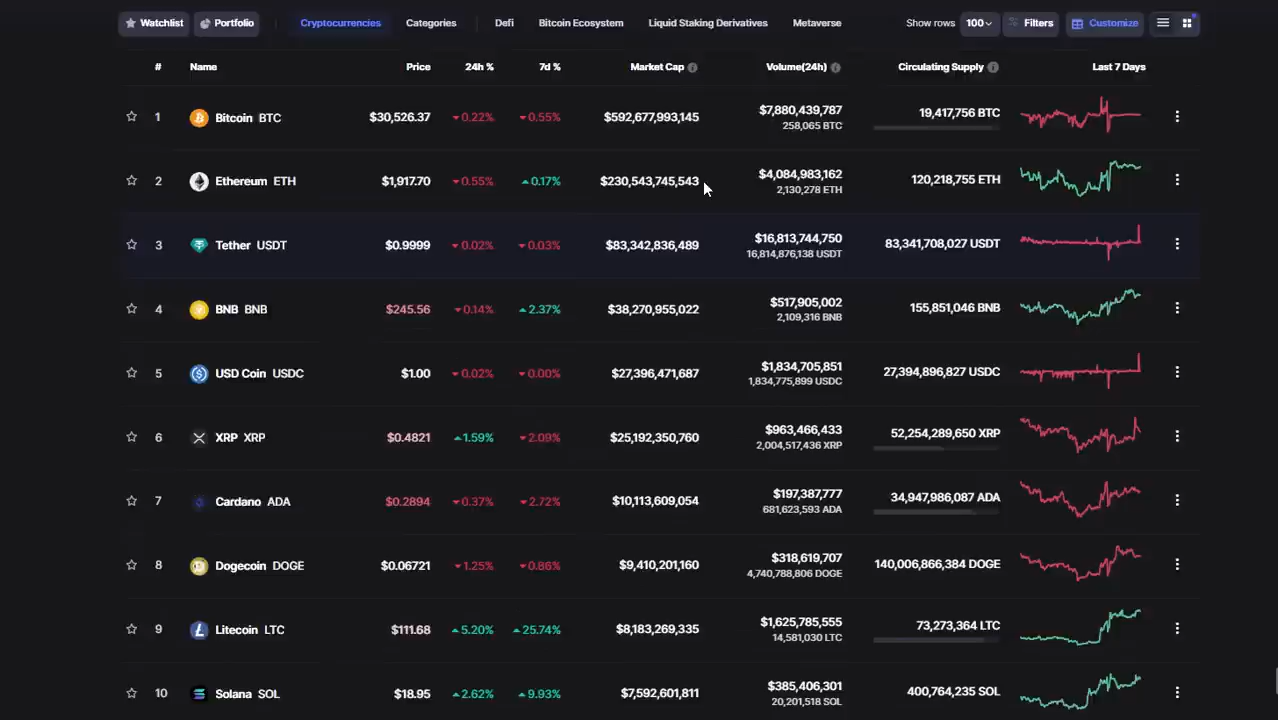 Watchlist Portfolio Cryptocurrencies Categories Defi Bitcoin Ecosystem Liquid Staking Derivatives Metaverse Show rows 100 Filters Customize
# Name Price 24h % 7d % Market Cap Volume(24h) Circulating Supply Last 7 Days
1 Bitcoin BTC $30,526.37 0.22% 0.55% $592,677,993,145 $7,880,439,787 19,417,756 BTC
258,065 BTC
2 Ethereum ETH $1,917.70 0.55% 0.17% $230,543,745,543 $4,084,983,162 120,218,755 ETH
2,130,278 ETH
3 Tether USDT $0.9999 0.02% 0.03% $83,342,836,489 $16,813,744,750 83,341,708,027 USDT
16,814,876,138 USDT
4 BNB BNB $245.56 0.14% 2.37% $38,270,955,022 $517,905,002 155,851,046 BNB
2,109,316 BNB
5 USD Coin USDC $1.00 0.02% 0.00% $27,396,471,687 $1,834,705,851 27,394,896,827 USDC
1,834,775,899 USDC
6 XRP XRP $0.4821 1.59% 2.09% $25,192,350,760 $963,466,433 52,254,289,650 XRP
2,004,517,436 XRP
7 Cardano ADA $0.2894 0.37% 2.72% $10,113,609,054 $197,387,777 34,947,986,087 ADA
681,623,593 ADA
8 Dogecoin DOGE $0.06721 1.25% 0.86% $9,410,201,160 $318,619,707 140,006,866,384 DOGE
4,740,788,806 DOGE
9 Litecoin LTC $111.68 5.20% 25.74% $8,183,269,335 $1,625,785,555 73,273,364 LTC
14,581,030 LTC
10 Solana SOL $18.95 2.62% 9.93% $7,592,601,811 $385,406,301 400,764,235 SOL
20,201,518 SOL